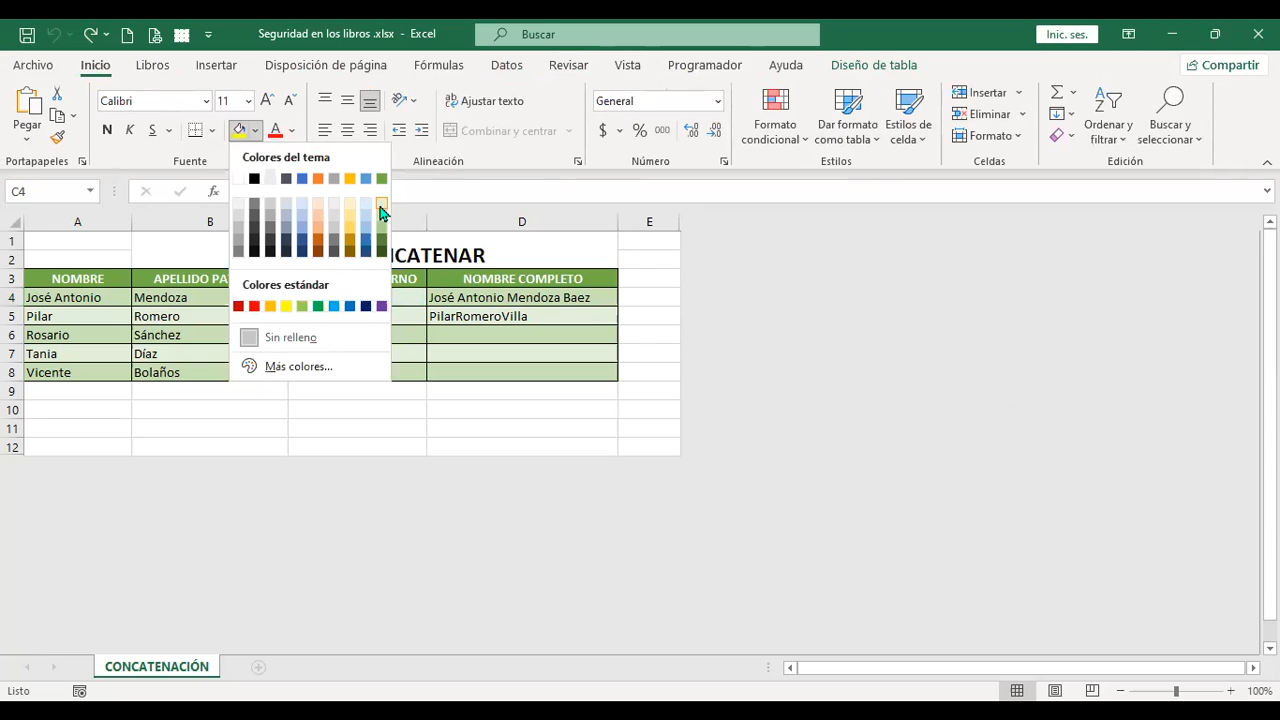 Seguridad en los libros .xlsx - Excel
Buscar
Inic. ses.
Archivo Inicio Libros Insertar Disposición de página Fórmulas Datos Revisar Vista Programador Ayuda Diseño de tabla Compartir
Pegar
Calibri 11
N K S
Ajustar texto
Combinar y centrar
General
$ % 000
Formato condicional
Dar formato como tabla
Estilos de celda
Insertar
Eliminar
Formato
Ordenar y filtrar
Buscar y seleccionar
Portapapeles Fuente Alineación Número Estilos Celdas Edición
C4 fx
Colores del tema
Colores estándar
Sin relleno
Más colores...
A B D E
1
2 NCATENAR
3 NOMBRE APELLIDO PA RNO NOMBRE COMPLETO
4 José Antonio Mendoza José Antonio Mendoza Baez
5 Pilar Romero PilarRomeroVilla
6 Rosario Sánchez
7 Tania Díaz
8 Vicente Bolaños
9
10
11
12
CONCATENACIÓN
Listo
100%